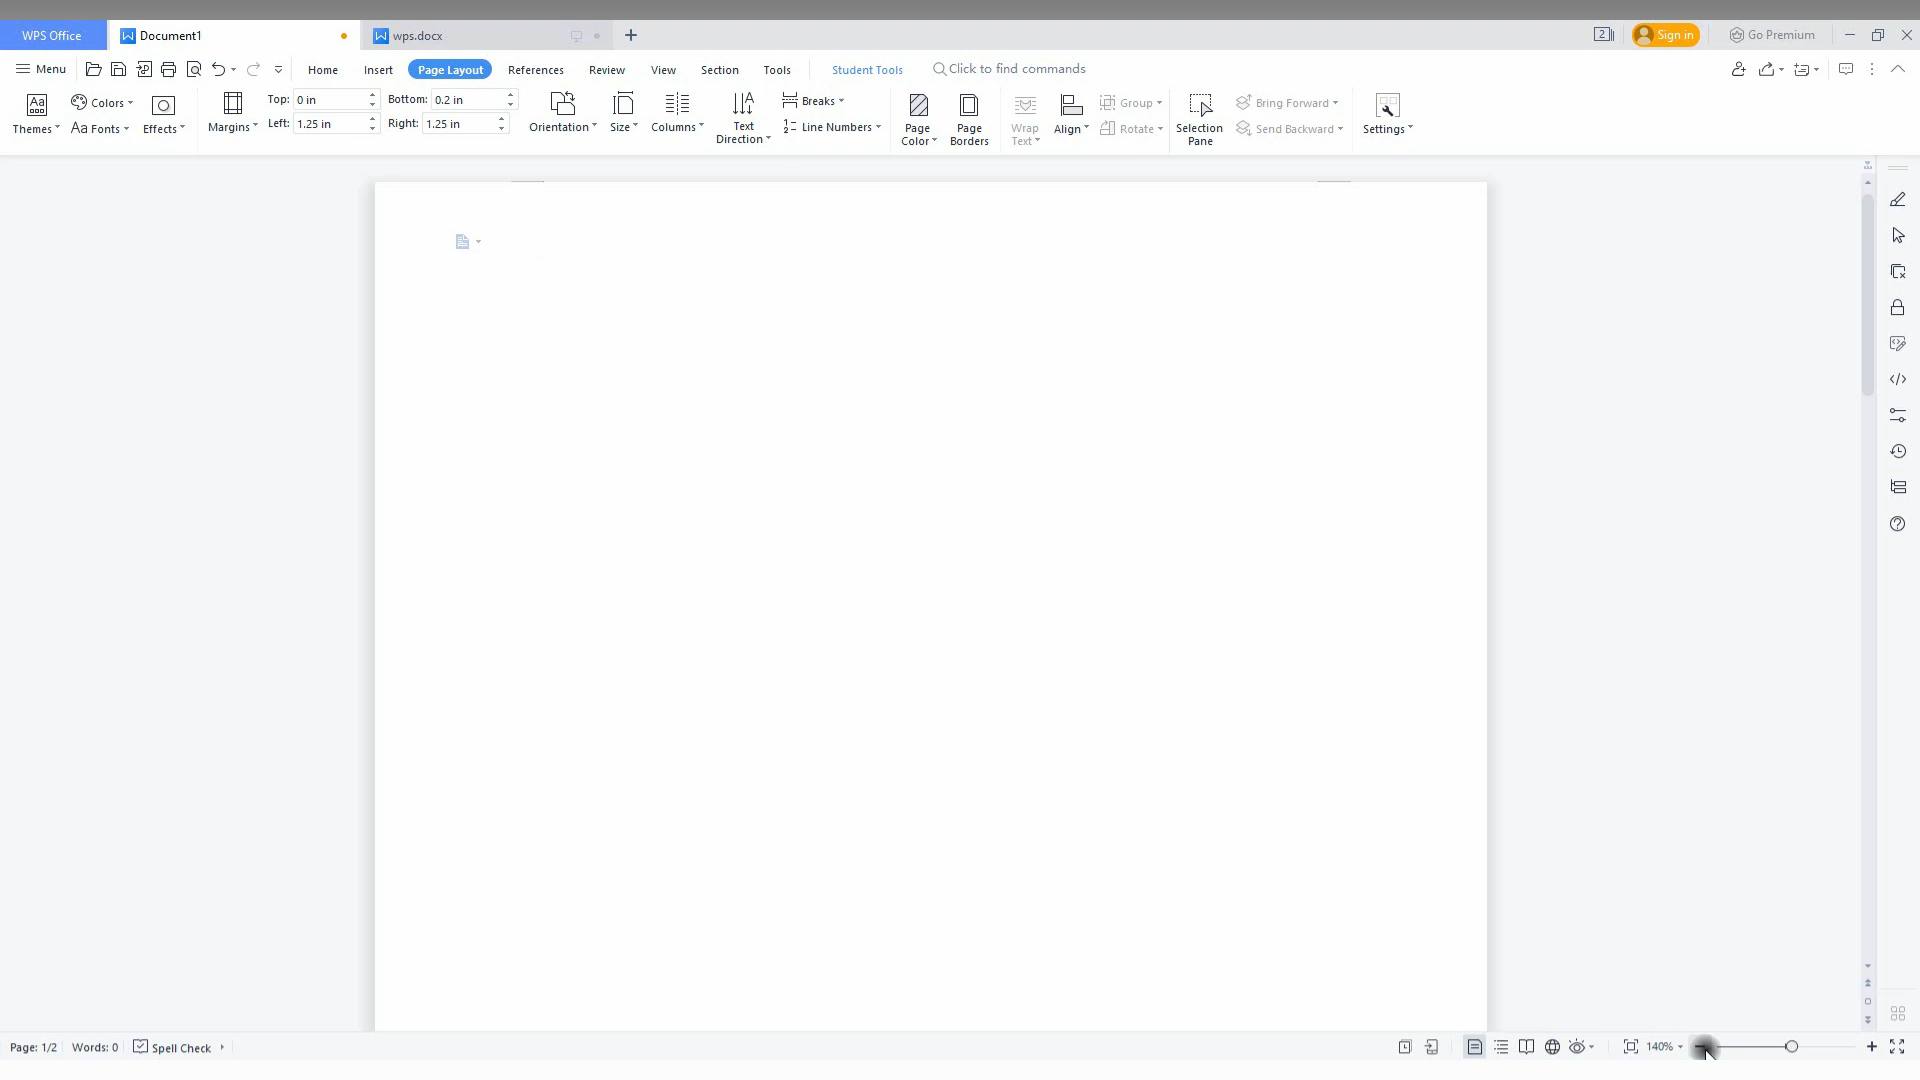 WPS Office Document1 wps.docx 2 Sign in Go Premium
Menu Home Insert Page Layout References Review View Section Tools Student Tools Click to find commands
Themes Colors Aa Fonts Effects Margins Top: 0 in Bottom: 0.2 in
Left: 1.25 in Right: 1.25 in
Orientation Size Columns Text Direction Breaks Line Numbers Page Color Page Borders Wrap Text Align Group Rotate Selection Pane Bring Forward Send Backward Settings
Page: 1/2 Words: 0 Spell Check 140%